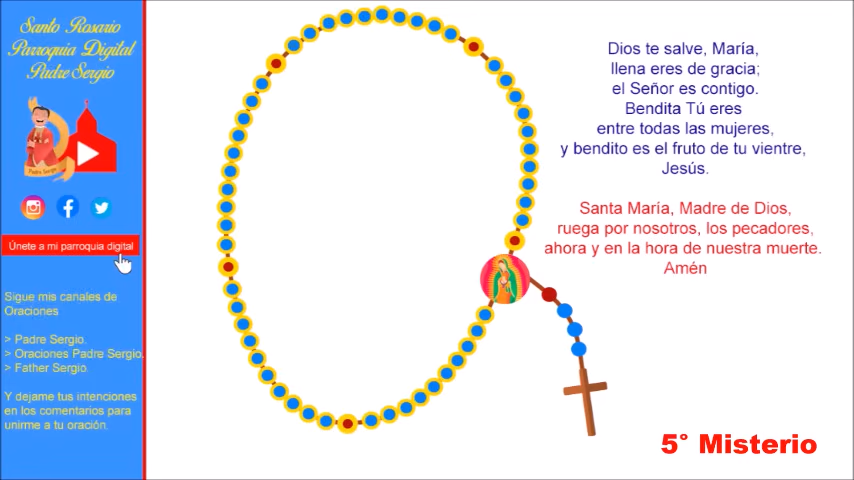 Santo Rosario
Parroquia Digital
Padre Sergio
Padre Sergio
Únete a mi parroquia digital
Sigue mis canales de
Oraciones
> Padre Sergio.
> Oraciones Padre Sergio.
> Father Sergio.
Y dejame tus intenciones
en los comentarios para
unirme a tu oración.
Dios te salve, María,
llena eres de gracia;
el Señor es contigo.
Bendita Tú eres
entre todas las mujeres,
y bendito es el fruto de tu vientre,
Jesús.
Santa María, Madre de Dios,
ruega por nosotros, los pecadores,
ahora y en la hora de nuestra muerte.
Amén
5° Misterio